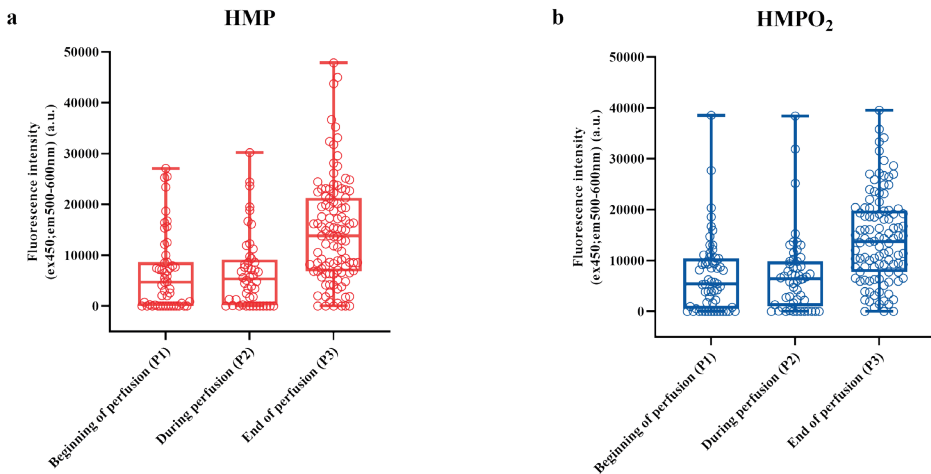 a
HMP
Fluorescence intensity
(ex450;em500-600nm) (a.u.)
50000
40000
30000
20000
10000
0
Beginning of perfusion (P1)
During perfusion (P2)
End of perfusion (P3)
b
HMPO₂
Fluorescence intensity
(ex450;em500-600nm) (a.u.)
50000
40000
30000
20000
10000
0
Beginning of perfusion (P1)
During perfusion (P2)
End of perfusion (P3)